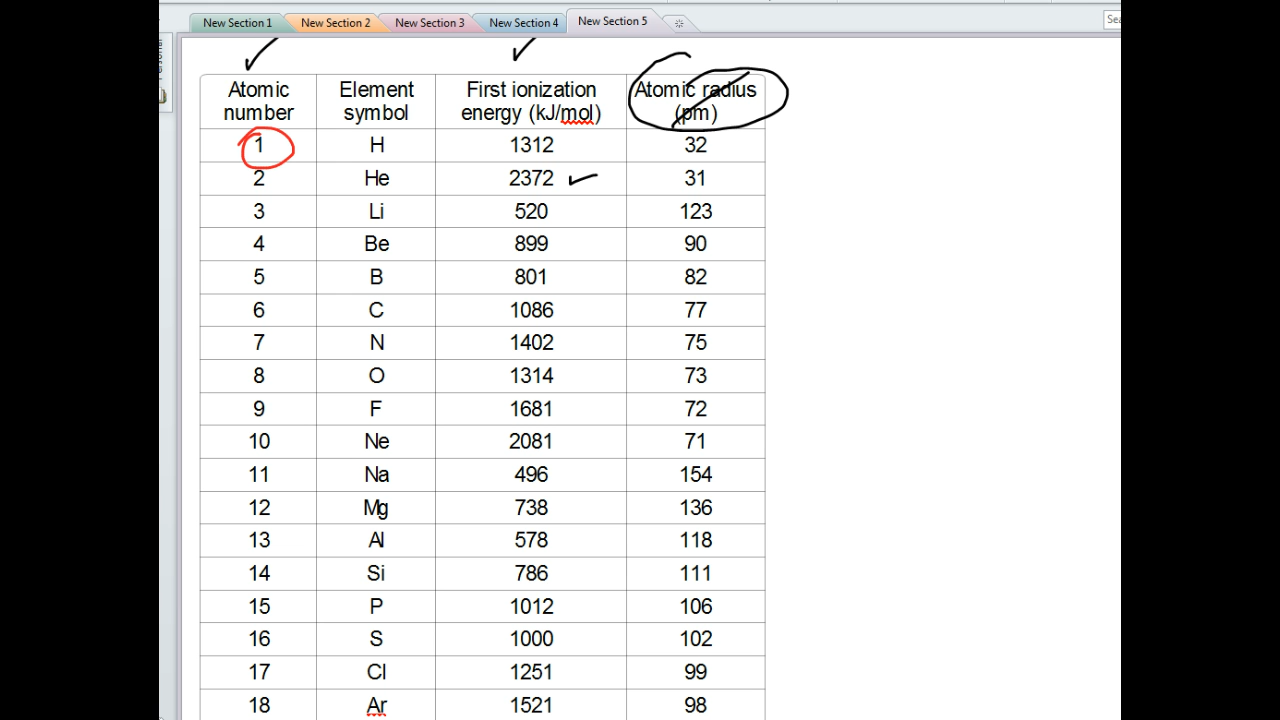 New Section 1 New Section 2 New Section 3 New Section 4 New Section 5
Sea
Personal
Atomic number Element symbol First ionization energy (kJ/mol) Atomic radius (pm)
1 H 1312 32
2 He 2372 31
3 Li 520 123
4 Be 899 90
5 B 801 82
6 C 1086 77
7 N 1402 75
8 O 1314 73
9 F 1681 72
10 Ne 2081 71
11 Na 496 154
12 Mg 738 136
13 Al 578 118
14 Si 786 111
15 P 1012 106
16 S 1000 102
17 Cl 1251 99
18 Ar 1521 98